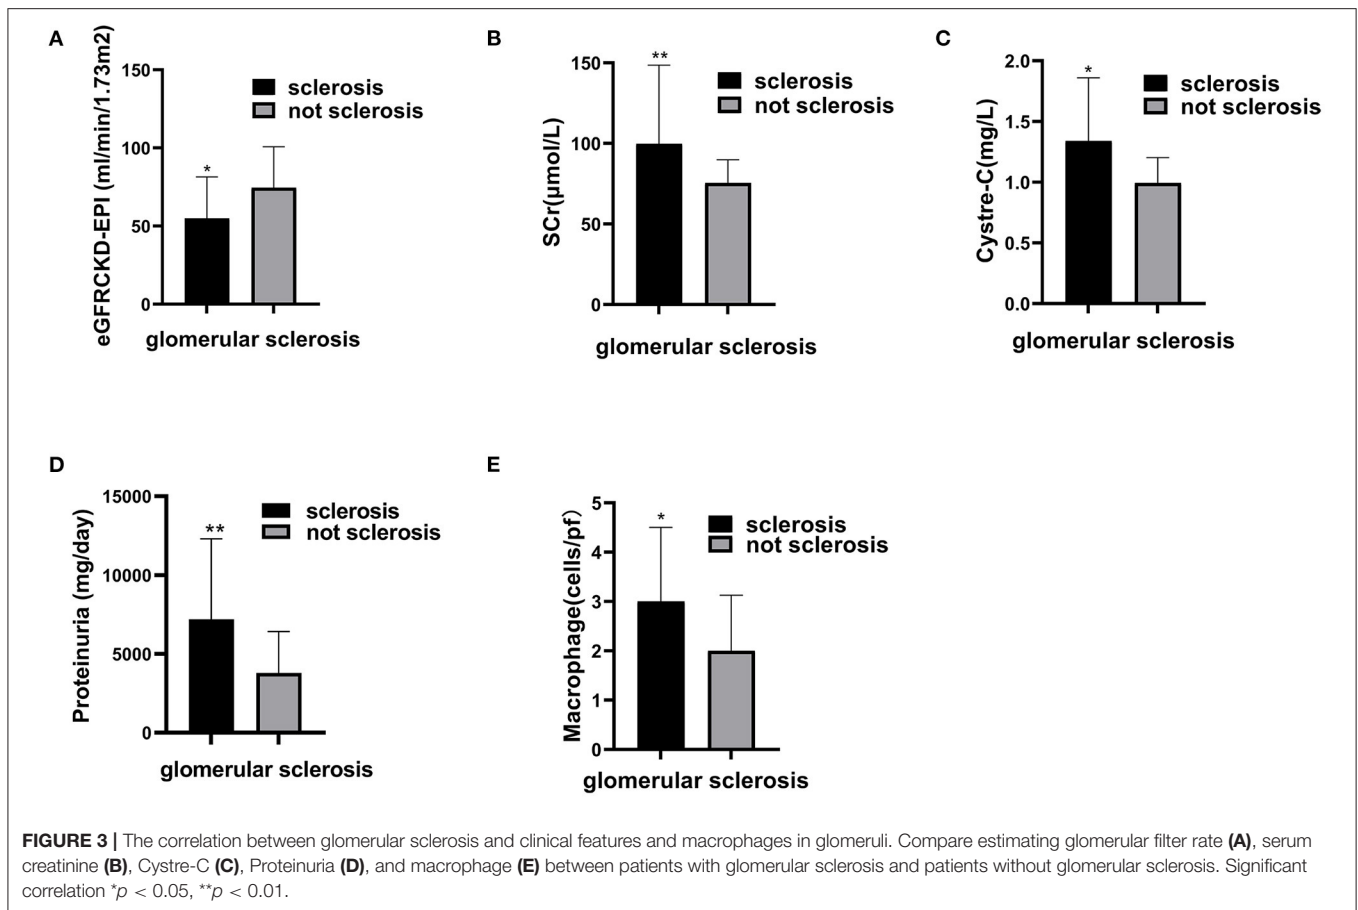 A
eGFRCKD-EPI (ml/min/1.73m2)
150
100
50
0
*
sclerosis
not sclerosis
glomerular sclerosis
B
SCr(μmol/L)
150
100
50
0
**
sclerosis
not sclerosis
glomerular sclerosis
C
Cystre-C(mg/L)
2.0
1.5
1.0
0.5
0.0
*
sclerosis
not sclerosis
glomerular sclerosis
D
Proteinuria (mg/day)
15000
10000
5000
0
**
sclerosis
not sclerosis
glomerular sclerosis
E
Macrophage(cells/pf)
5
4
3
2
1
0
*
sclerosis
not sclerosis
glomerular sclerosis
FIGURE 3 | The correlation between glomerular sclerosis and clinical features and macrophages in glomeruli. Compare estimating glomerular filter rate (A), serum
creatinine (B), Cystre-C (C), Proteinuria (D), and macrophage (E) between patients with glomerular sclerosis and patients without glomerular sclerosis. Significant
correlation *p < 0.05, **p < 0.01.